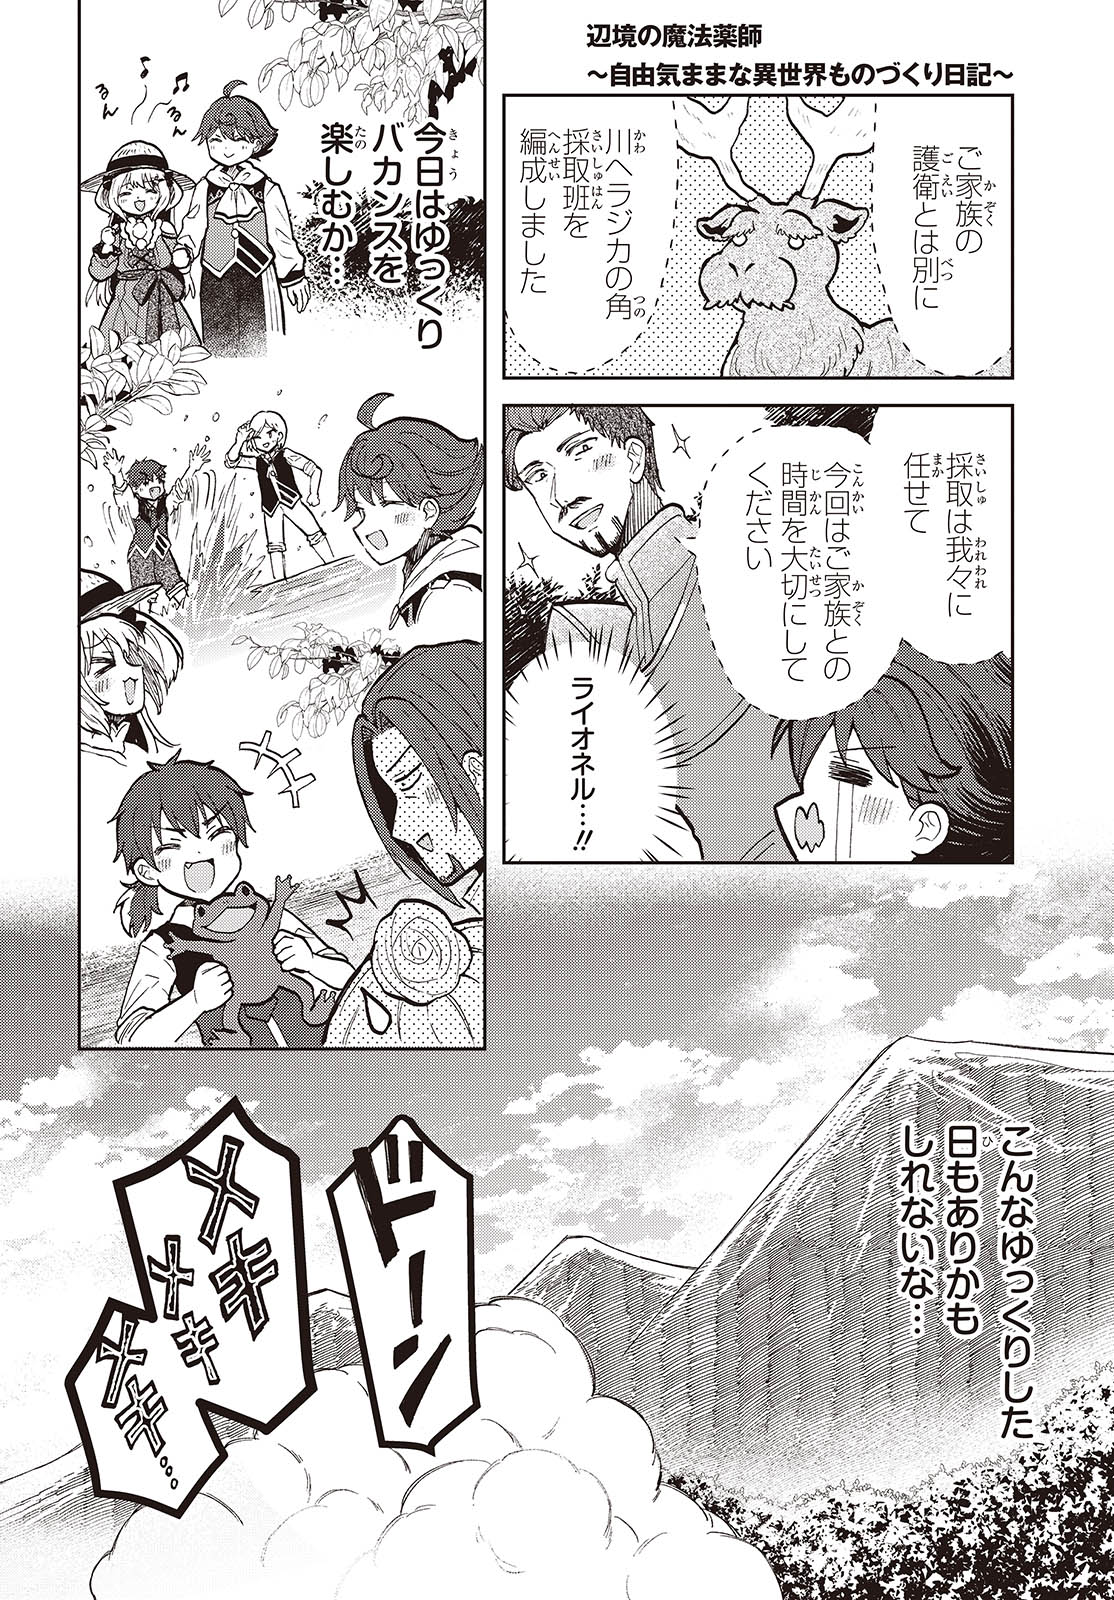 辺境の魔法薬師
～自由気ままな異世界ものづくり日記～
ご家族の
護衛とは別に
川ヘラジカの角
採取班を
編成しました
採取は我々に
任せて
今回はご家族との
時間を大切にして
ください
ライオネル…!!
今日はゆっくり
バカンスを
楽しむか…
るん
るん
こんなゆっくりした
日もありかも
しれないな…
ドーン
メキメキメキ…